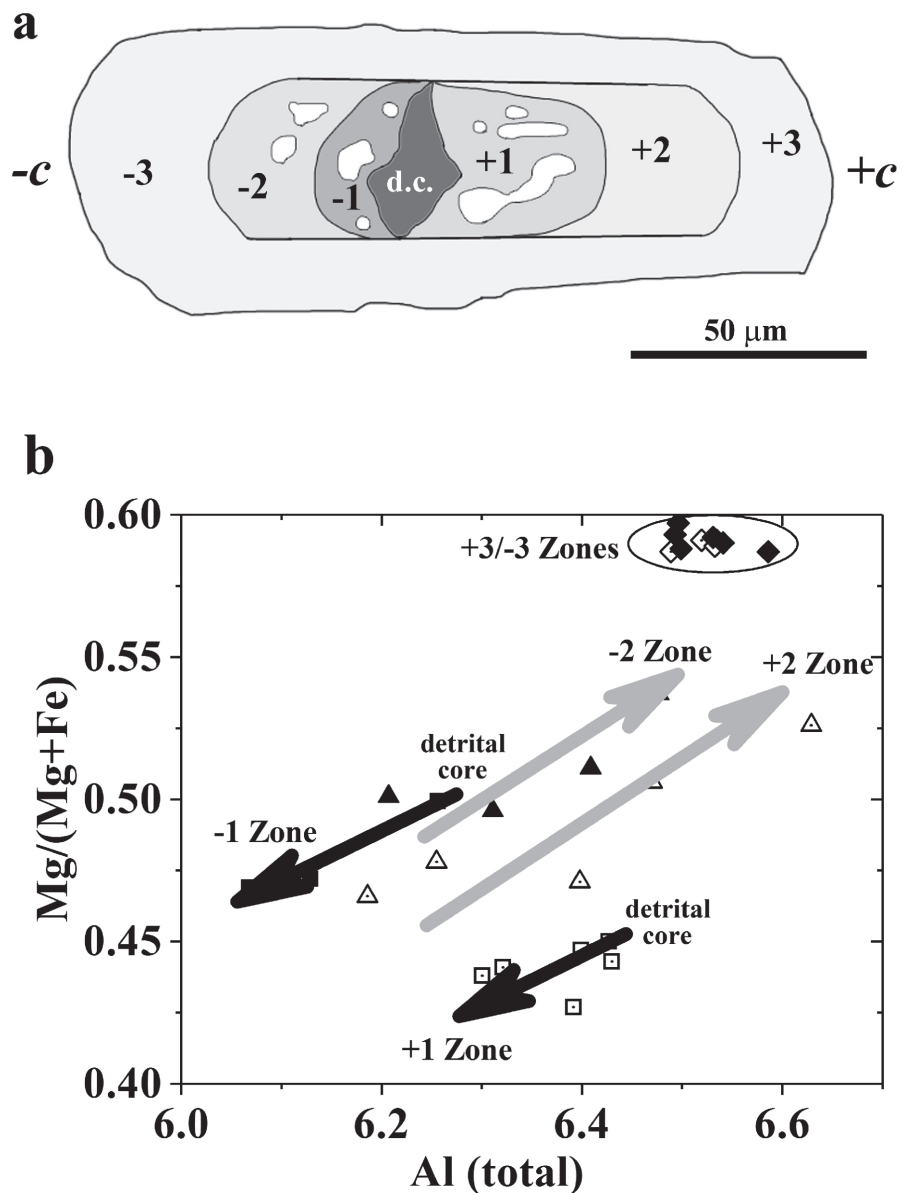 a
-c
-3
-2
-1
d.c.
+1
+2
+3
+c
50 μm
b
0.60
+3/-3 Zones
0.55
-2 Zone
+2 Zone
detrital
core
0.50
-1 Zone
Mg/(Mg+Fe)
0.45
detrital
core
+1 Zone
0.40
6.0
6.2
6.4
6.6
Al (total)